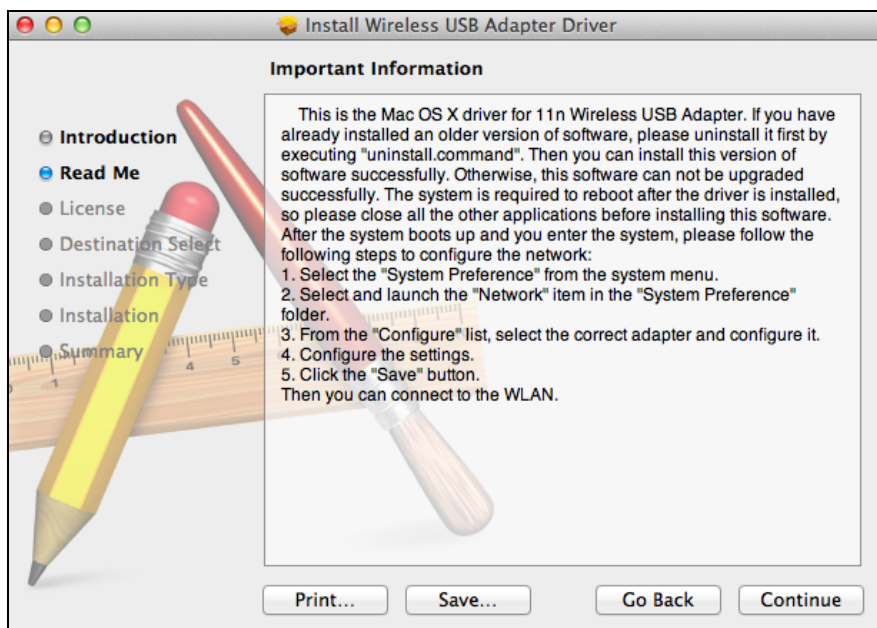 Install Wireless USB Adapter Driver
Important Information
Introduction
Read Me
License
Destination Select
Installation Type
Installation
Summary
This is the Mac OS X driver for 11n Wireless USB Adapter. If you have
already installed an older version of software, please uninstall it first by
executing "uninstall.command". Then you can install this version of
software successfully. Otherwise, this software can not be upgraded
successfully. The system is required to reboot after the driver is installed,
so please close all the other applications before installing this software.
After the system boots up and you enter the system, please follow the
following steps to configure the network:
1. Select the "System Preference" from the system menu.
2. Select and launch the "Network" item in the "System Preference"
folder.
3. From the "Configure" list, select the correct adapter and configure it.
4. Configure the settings.
5. Click the "Save" button.
Then you can connect to the WLAN.
1 4 5
Print...
Save...
Go Back
Continue